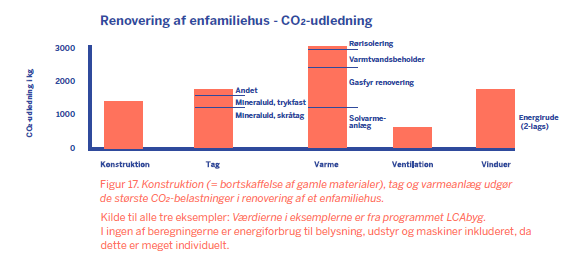 Renovering af enfamiliehus - CO₂-udledning
CO₂-udledning i kg
3000
2000
1000
0
Andet
Mineraluld, trykfast
Mineraluld, skråtag
Rørisolering
Varmtvandsbeholder
Gasfyr renovering
Solvarme-
anlæg
Energirude
(2-lags)
Konstruktion
Tag
Varme
Ventilation
Vinduer
Figur 17. Konstruktion (= bortskaffelse af gamle materialer), tag og varmeanlæg udgør
de største CO₂-belastninger i renovering af et enfamiliehus.
Kilde til alle tre eksempler: Værdierne i eksemplerne er fra programmet LCAbyg.
I ingen af beregningerne er energiforbrug til belysning, udstyr og maskiner inkluderet, da
dette er meget individuelt.